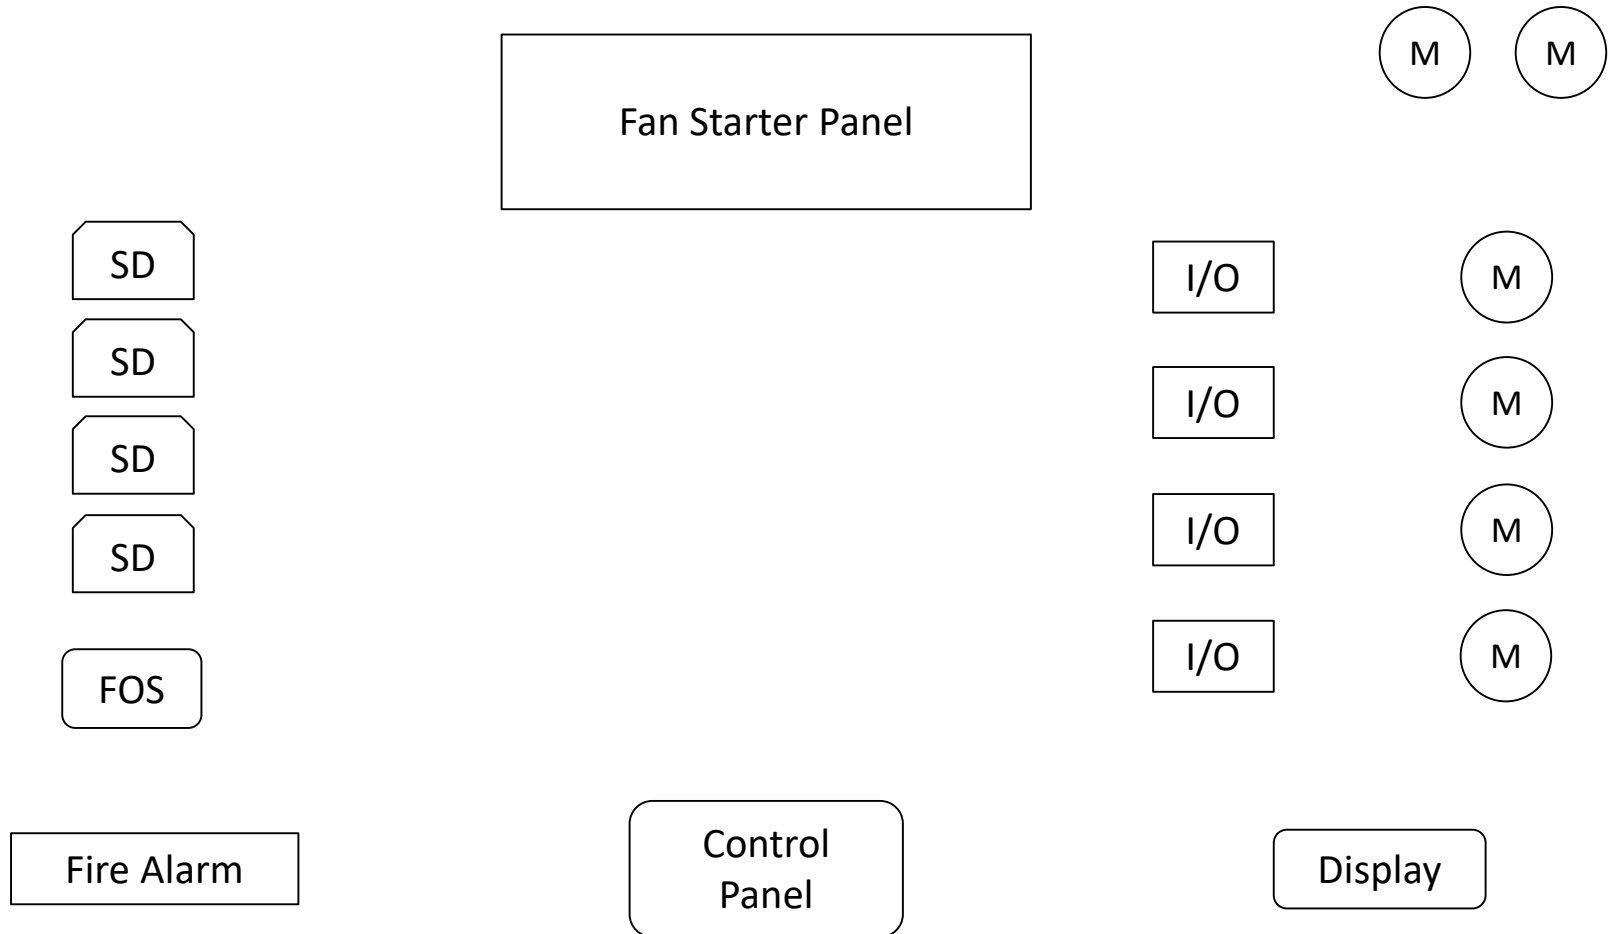 M
M
Fan Starter Panel
SD
I/O
M
SD
I/O
M
SD
I/O
M
SD
I/O
M
FOS
Fire Alarm
Control
Panel
Display